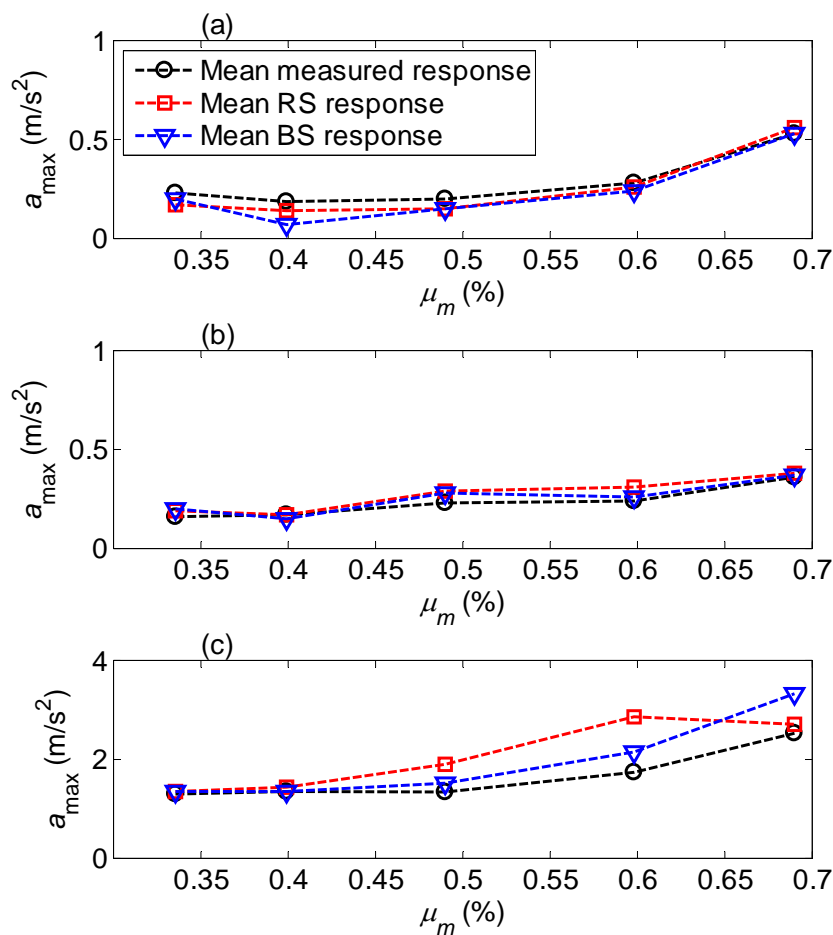 (a)
1
0.5
0
a_max (m/s²)
Mean measured response
Mean RS response
Mean BS response
0.35 0.4 0.45 0.5 0.55 0.6 0.65 0.7
μ_m (%)
(b)
1
0.5
0
a_max (m/s²)
0.35 0.4 0.45 0.5 0.55 0.6 0.65 0.7
μ_m (%)
(c)
4
2
0
a_max (m/s²)
0.35 0.4 0.45 0.5 0.55 0.6 0.65 0.7
μ_m (%)